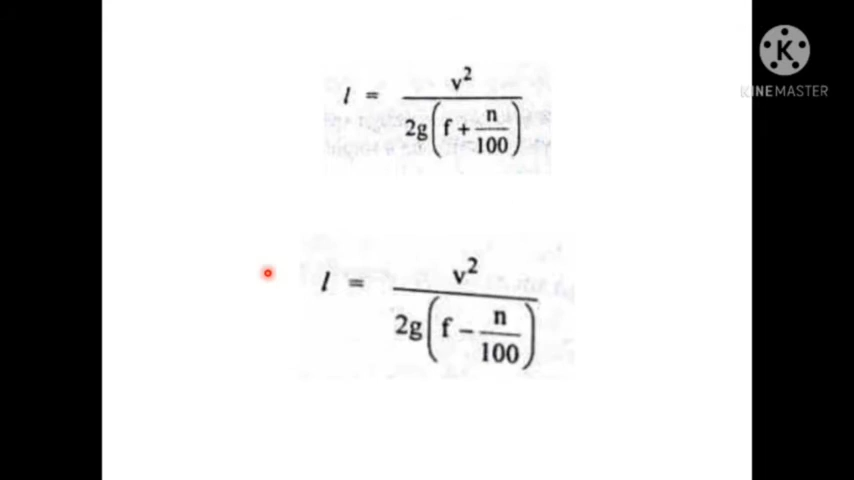 K
KINEMASTER
l = v² / 2g(f + n/100)
l = v² / 2g(f − n/100)